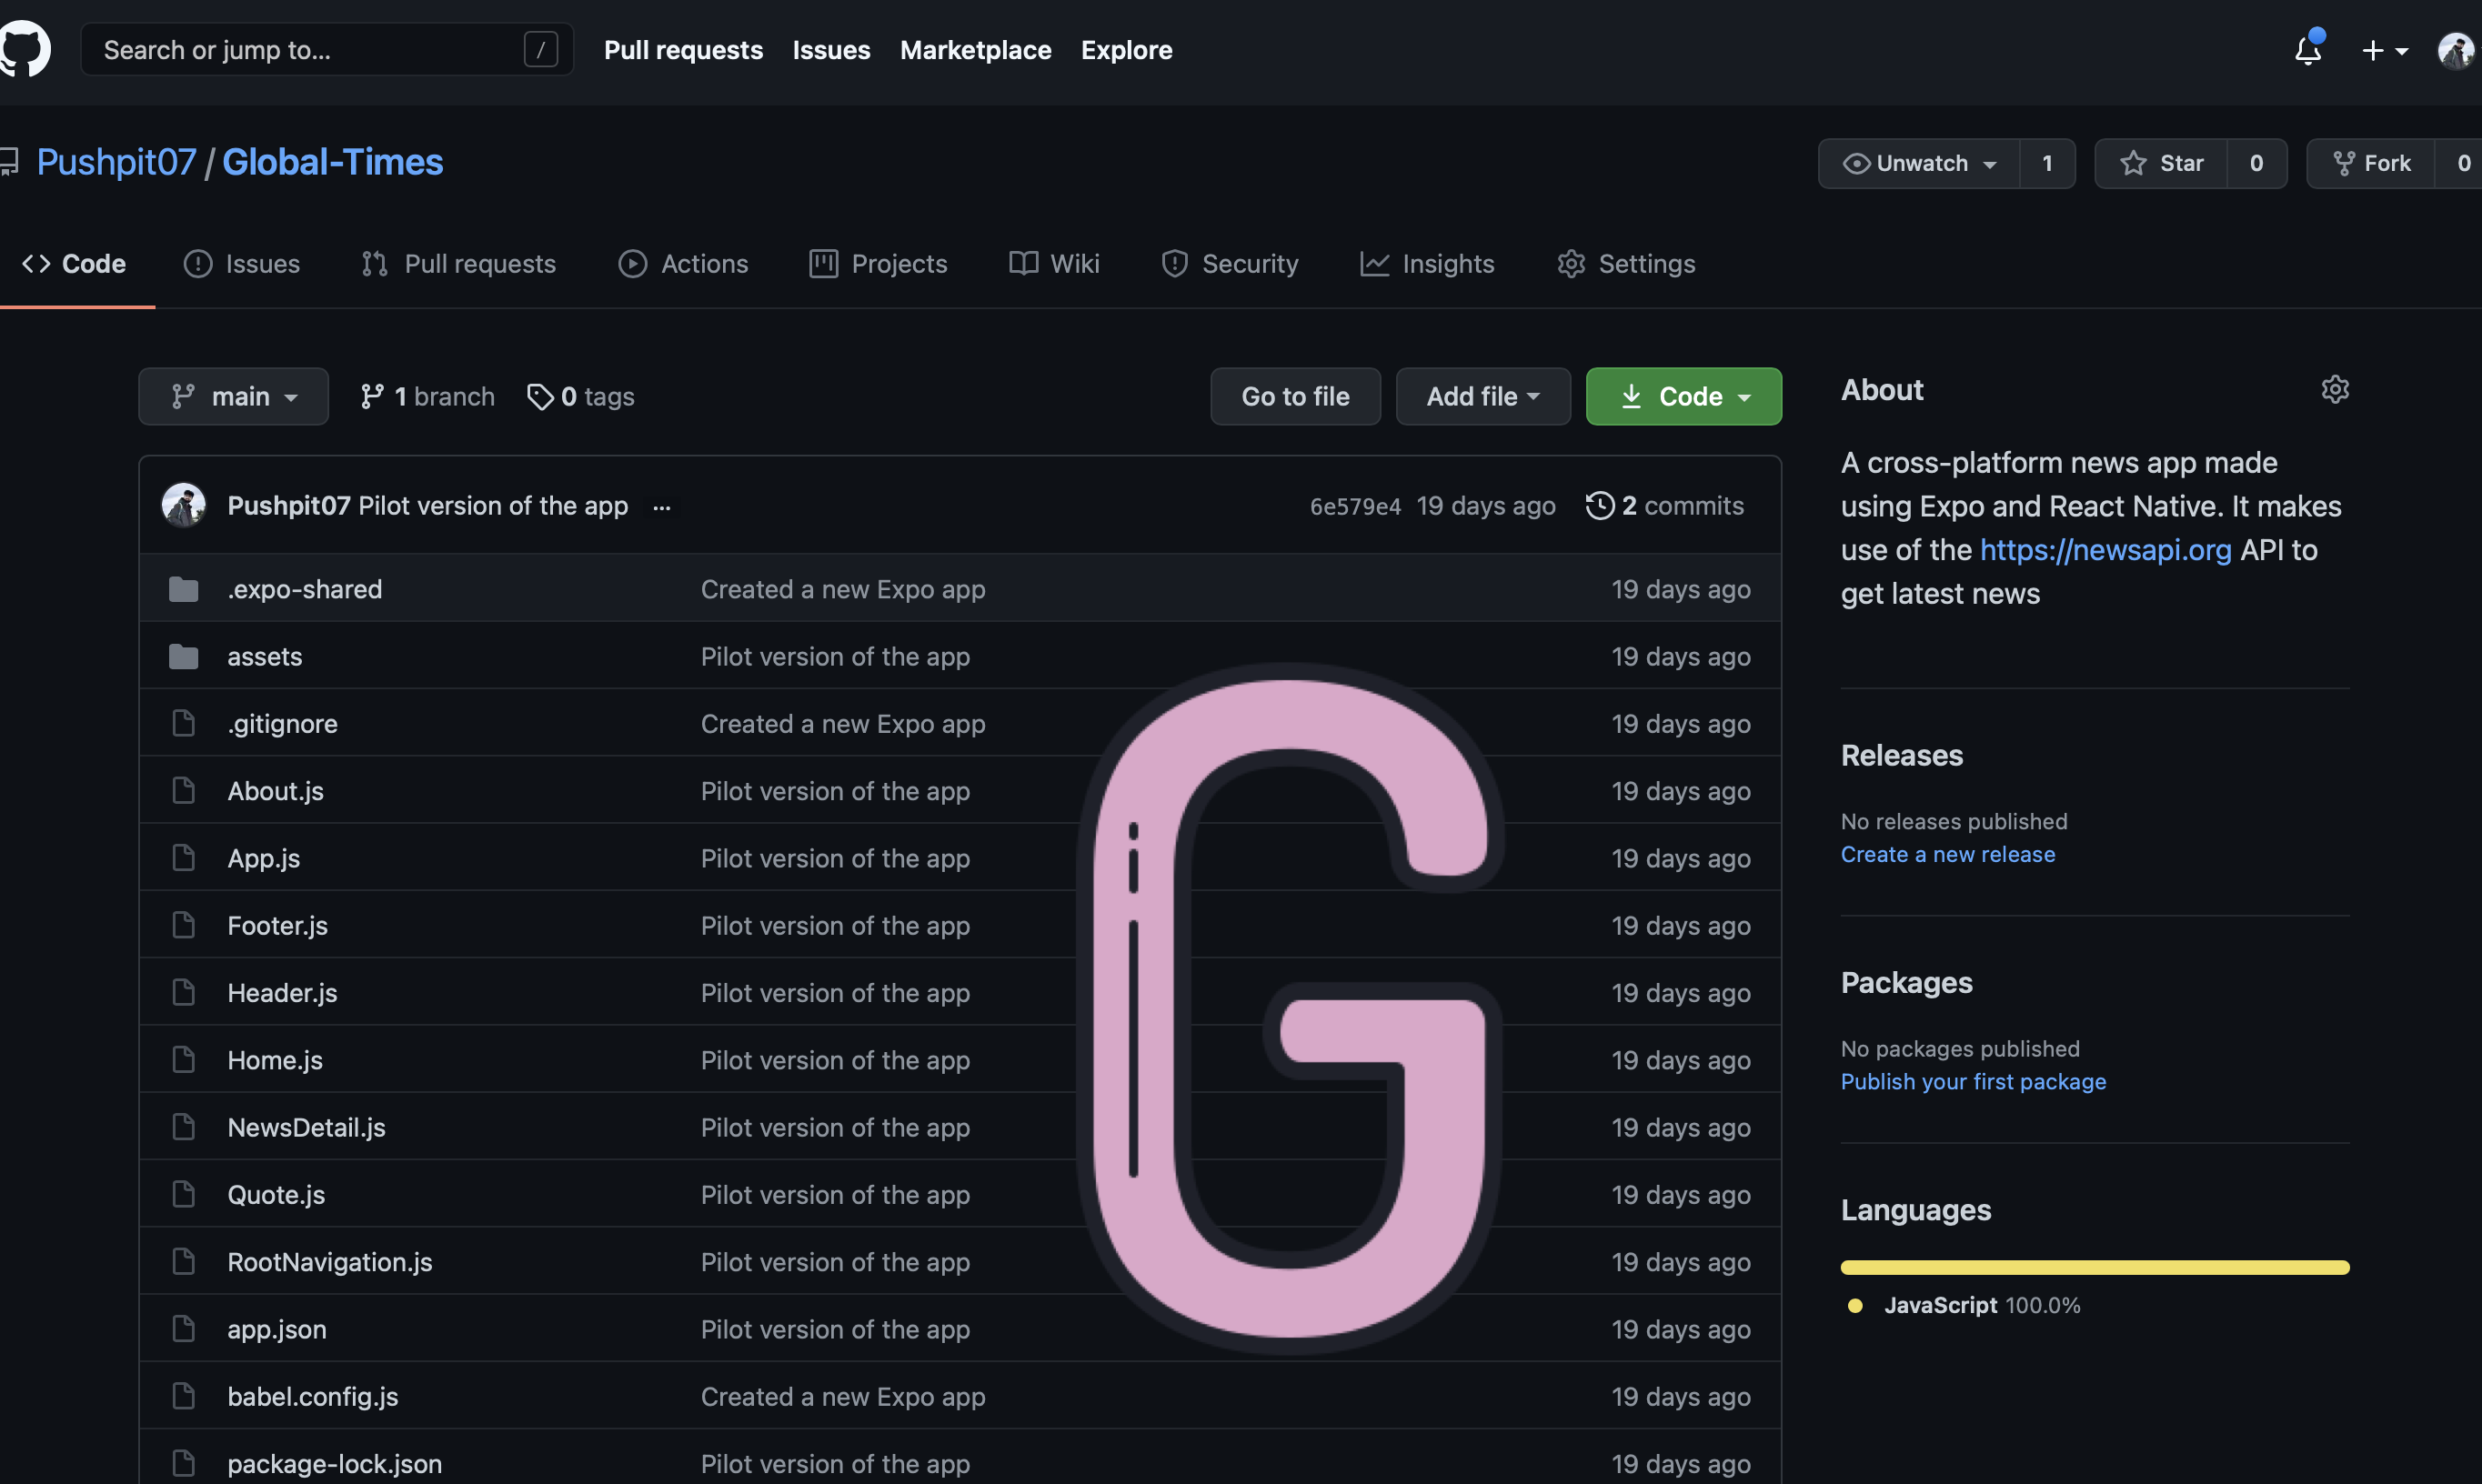 Search or jump to... /
Pull requests Issues Marketplace Explore
Pushpit07 / Global-Times
Unwatch 1 Star 0 Fork 0
Code Issues Pull requests Actions Projects Wiki Security Insights Settings
main 1 branch 0 tags Go to file Add file Code
Pushpit07 Pilot version of the app ... 6e579e4 19 days ago 2 commits
.expo-shared Created a new Expo app 19 days ago
assets Pilot version of the app 19 days ago
.gitignore Created a new Expo app 19 days ago
About.js Pilot version of the app 19 days ago
App.js Pilot version of the app 19 days ago
Footer.js Pilot version of the app 19 days ago
Header.js Pilot version of the app 19 days ago
Home.js Pilot version of the app 19 days ago
NewsDetail.js Pilot version of the app 19 days ago
Quote.js Pilot version of the app 19 days ago
RootNavigation.js Pilot version of the app 19 days ago
app.json Pilot version of the app 19 days ago
babel.config.js Created a new Expo app 19 days ago
package-lock.json Pilot version of the app 19 days ago
G
About
A cross-platform news app made
using Expo and React Native. It makes
use of the https://newsapi.org API to
get latest news
Releases
No releases published
Create a new release
Packages
No packages published
Publish your first package
Languages
JavaScript 100.0%